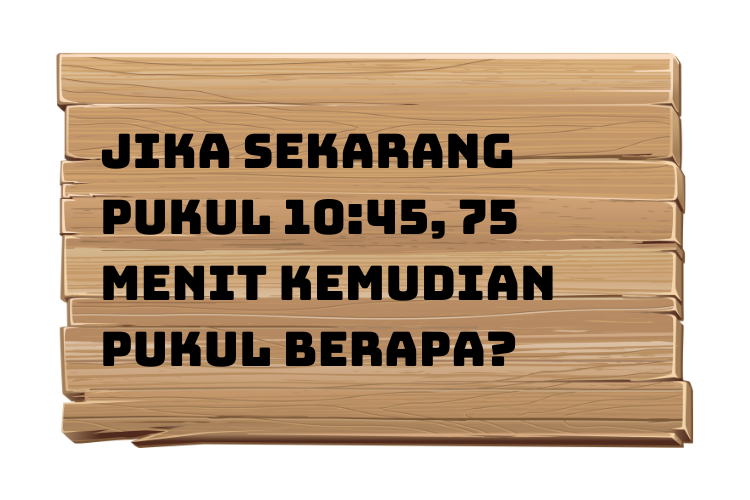 JIKA SEKARANG
PUKUL 10:45, 75
MENIT KEMUDIAN
PUKUL BERAPA?